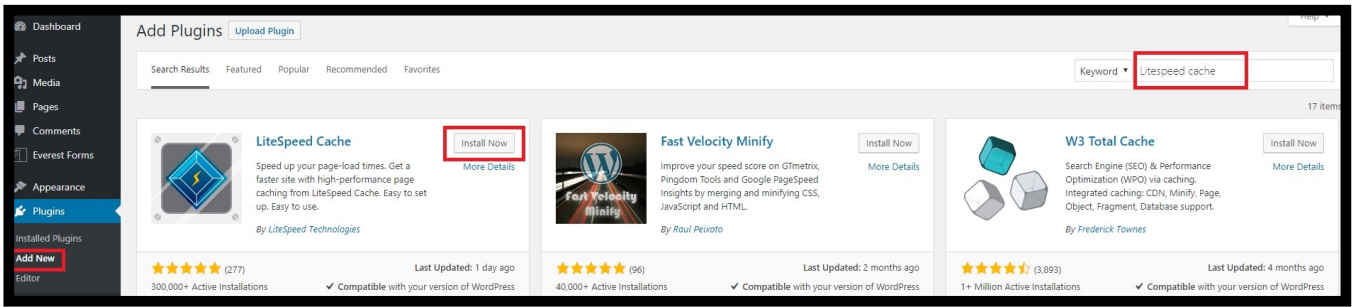 Dashboard
Posts
Media
Pages
Comments
Everest Forms
Appearance
Plugins
Installed Plugins
Add New
Editor
Add Plugins Upload Plugin
Help
Search Results Featured Popular Recommended Favorites
Keyword Litespeed cache
17 items
LiteSpeed Cache
Install Now
More Details
Speed up your page-load times. Get a
faster site with high-performance page
caching from LiteSpeed Cache. Easy to set
up. Easy to use.
By LiteSpeed Technologies
(277)
Last Updated: 1 day ago
300,000+ Active Installations
Compatible with your version of WordPress
Fast Velocity
Minify
Fast Velocity Minify
Install Now
More Details
Improve your speed score on GTmetrix,
Pingdom Tools and Google PageSpeed
Insights by merging and minifying CSS,
JavaScript and HTML.
By Raul Peixoto
(96)
Last Updated: 2 months ago
40,000+ Active Installations
Compatible with your version of WordPress
W3 Total Cache
Install Now
More Details
Search Engine (SEO) & Performance
Optimization (WPO) via caching.
Integrated caching: CDN, Minify, Page,
Object, Fragment, Database support.
By Frederick Townes
(3,893)
Last Updated: 4 months ago
1+ Million Active Installations
Compatible with your version of WordPress